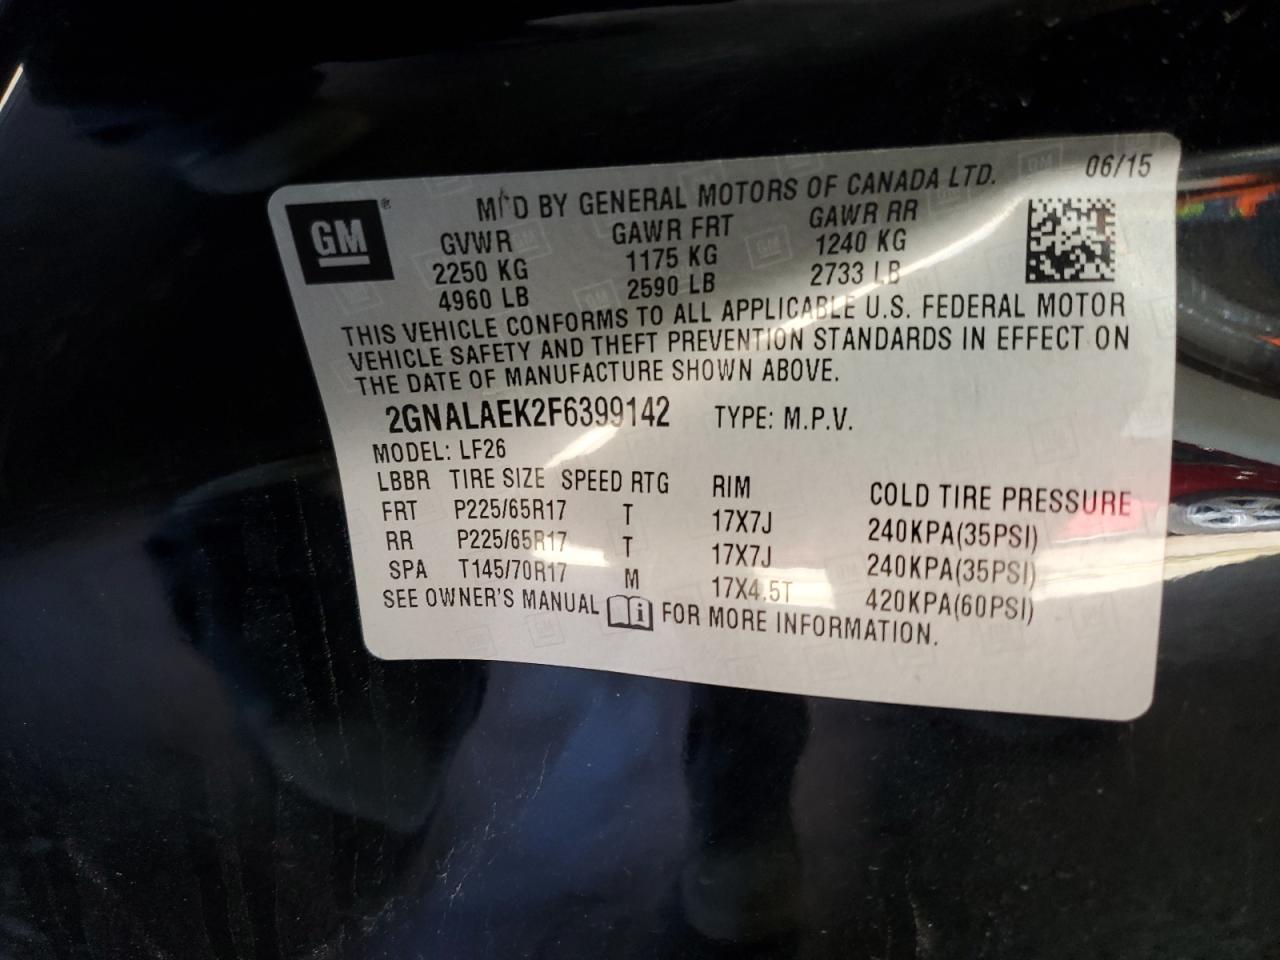 GM®
MFD BY GENERAL MOTORS OF CANADA LTD. 06/15
GVWR GAWR FRT GAWR RR
2250 KG 1175 KG 1240 KG
4960 LB 2590 LB 2733 LB
THIS VEHICLE CONFORMS TO ALL APPLICABLE U.S. FEDERAL MOTOR
VEHICLE SAFETY AND THEFT PREVENTION STANDARDS IN EFFECT ON
THE DATE OF MANUFACTURE SHOWN ABOVE.
2GNALAEK2F6399142 TYPE: M.P.V.
MODEL: LF26
LBBR TIRE SIZE SPEED RTG RIM COLD TIRE PRESSURE
FRT P225/65R17 T 17X7J 240KPA(35PSI)
RR P225/65R17 T 17X7J 240KPA(35PSI)
SPA T145/70R17 M 17X4.5T 420KPA(60PSI)
SEE OWNER'S MANUAL i FOR MORE INFORMATION.